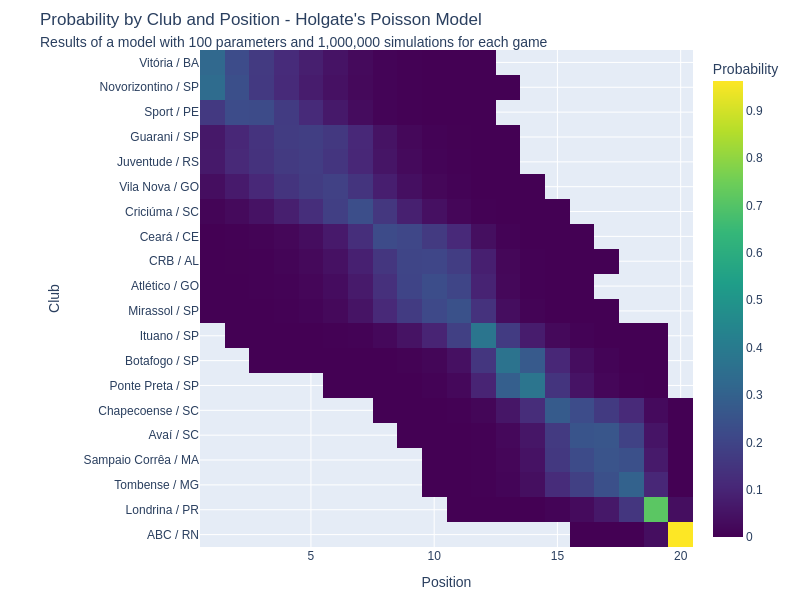 Probability by Club and Position - Holgate's Poisson Model
Results of a model with 100 parameters and 1,000,000 simulations for each game
Probability
Club
Vitória / BA
Novorizontino / SP
Sport / PE
Guarani / SP
Juventude / RS
Vila Nova / GO
Criciúma / SC
Ceará / CE
CRB / AL
Atlético / GO
Mirassol / SP
Ituano / SP
Botafogo / SP
Ponte Preta / SP
Chapecoense / SC
Avaí / SC
Sampaio Corrêa / MA
Tombense / MG
Londrina / PR
ABC / RN
0.9
0.8
0.7
0.6
0.5
0.4
0.3
0.2
0.1
0
5 10 15 20
Position